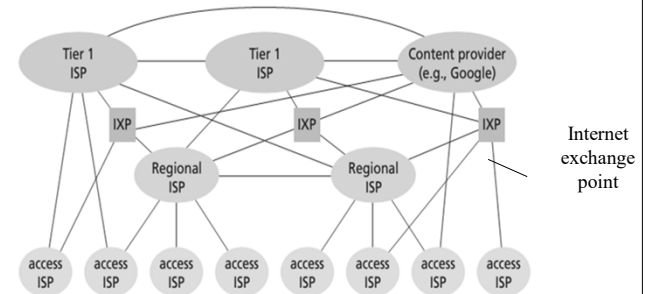 Tier 1
ISP
Tier 1
ISP
Content provider
(e.g., Google)
IXP
IXP
IXP
Internet
exchange
point
Regional
ISP
Regional
ISP
access
ISP
access
ISP
access
ISP
access
ISP
access
ISP
access
ISP
access
ISP
access
ISP